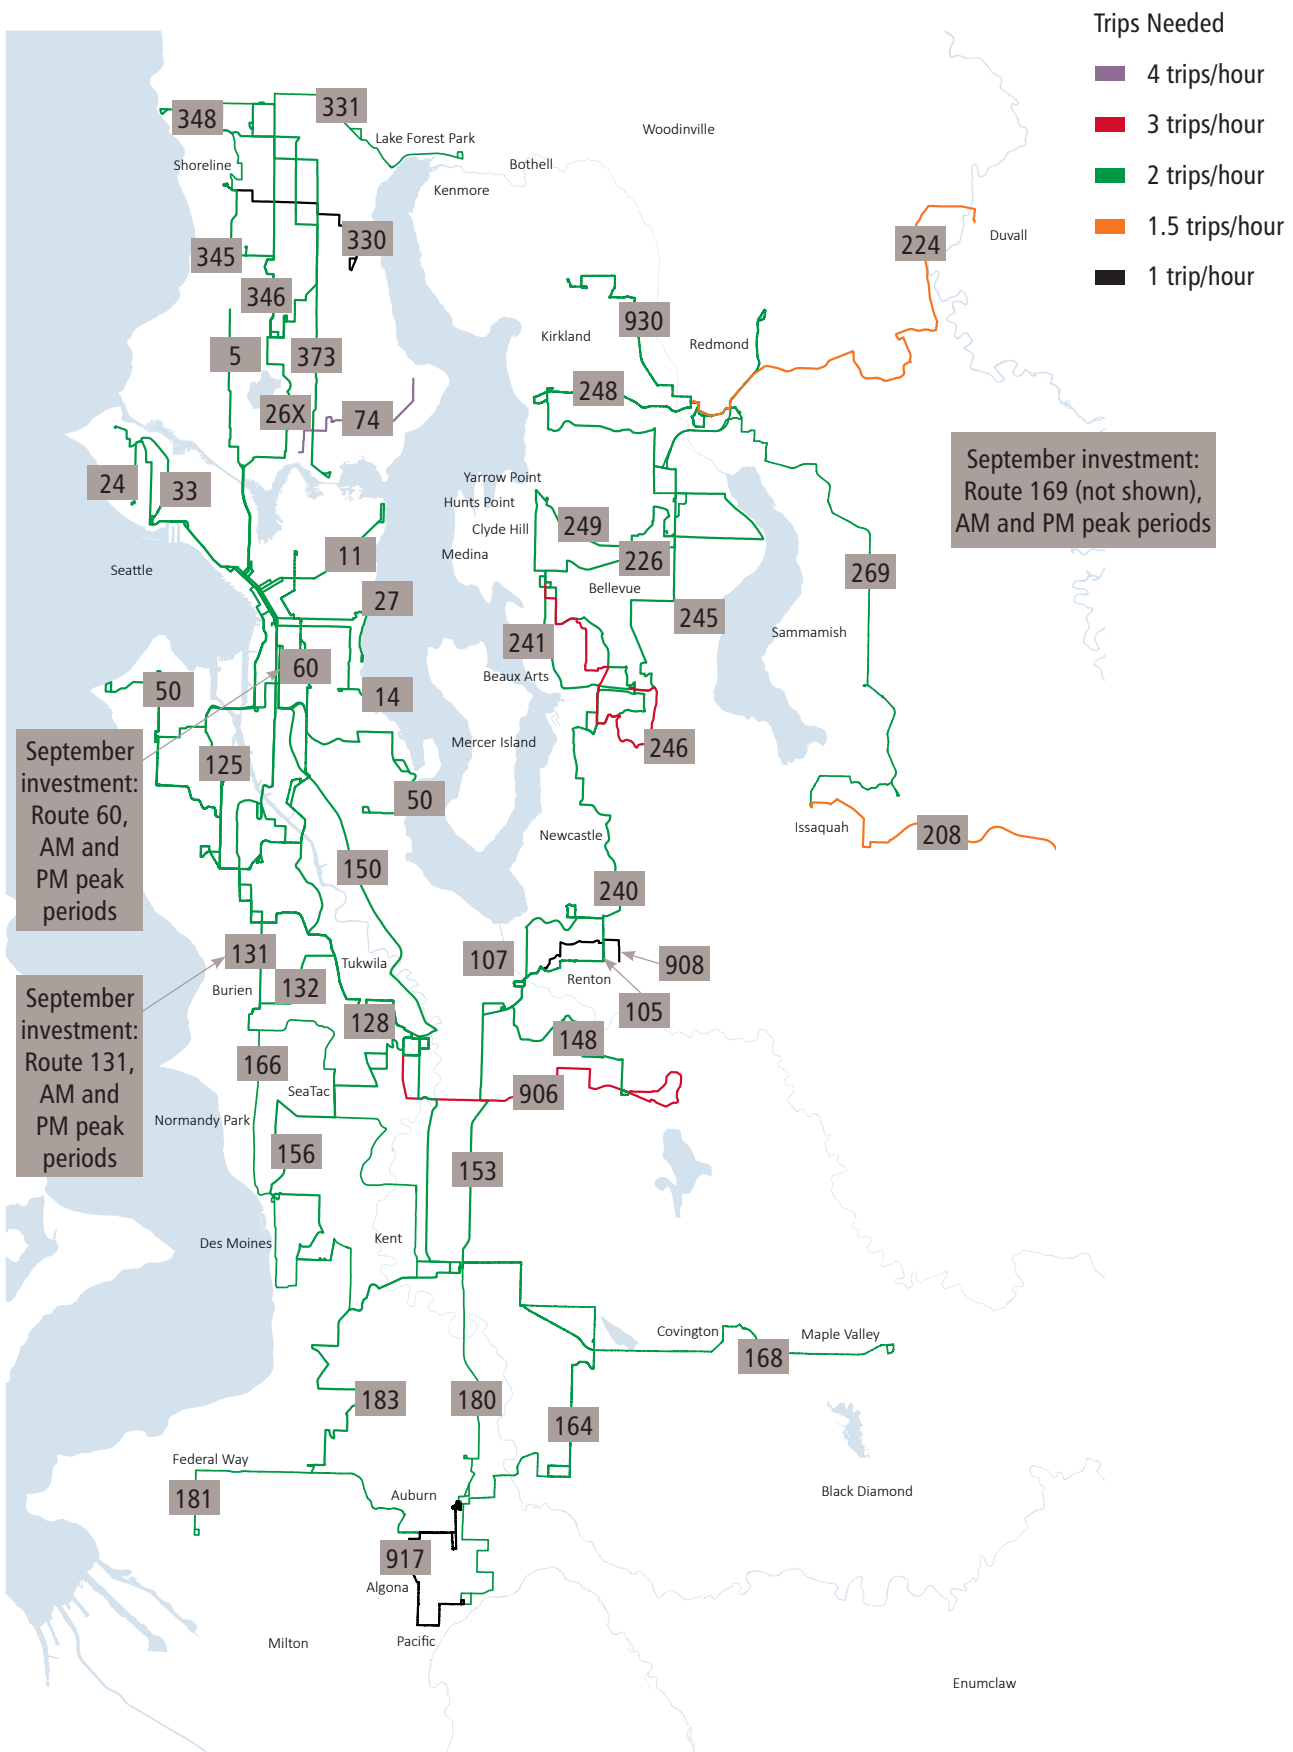 Trips Needed
4 trips/hour
3 trips/hour
2 trips/hour
1.5 trips/hour
1 trip/hour
331
348
Woodinville
Lake Forest Park
Shoreline
Bothell
Kenmore
330
Duvall
224
345
346
930
Kirkland
Redmond
5
373
248
26X
74
September investment:
Route 169 (not shown),
AM and PM peak periods
Yarrow Point
24
33
Hunts Point
249
Clyde Hill
11
Medina
226
Seattle
269
Bellevue
27
245
Sammamish
241
60
Beaux Arts
50
14
Mercer Island
246
September
investment:
Route 60,
AM and
PM peak
periods
125
50
Newcastle
Issaquah
208
150
240
131
107
908
Tukwila
Renton
Burien
132
105
September
investment:
Route 131,
AM and
PM peak
periods
128
148
166
SeaTac
906
Normandy Park
156
153
Des Moines
Kent
Covington
Maple Valley
168
183
180
164
Federal Way
181
Auburn
Black Diamond
917
Algona
Milton
Pacific
Enumclaw